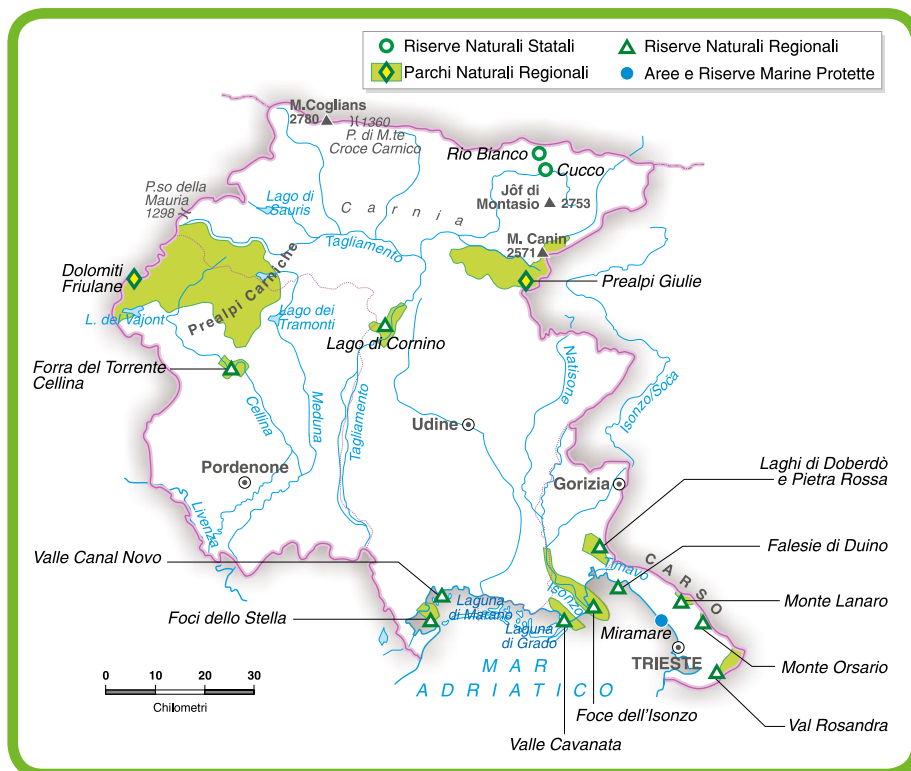 Riserve Naturali Statali
Riserve Naturali Regionali
Parchi Naturali Regionali
Aree e Riserve Marine Protette
M.Coglians
2780
1360
P. di M.te
Croce Carnico
Rio Bianco
Cucco
P.so della
Mauria
1298
Lago di
Sauris
Carnia
Jôf di
Montasio
2753
Tagliamento
M. Canin
2571
Dolomiti
Friulane
Prealpi Carniche
Prealpi Giulie
L. del Vajont
Lago dei
Tramonti
Lago di Cornino
Forra del Torrente
Cellina
Cellina
Meduna
Tagliamento
Natisone
Isonzo/Soča
Udine
Pordenone
Gorizia
Laghi di Doberdò
e Pietra Rossa
Livenza
Valle Canal Novo
Timavo
CARSO
Falesie di Duino
Isonzo
Laguna
di Marano
Monte Lanaro
Foci dello Stella
Laguna
di Grado
Miramare
TRIESTE
Monte Orsario
MAR
ADRIATICO
0 10 20 30
Chilometri
Foce dell'Isonzo
Val Rosandra
Valle Cavanata